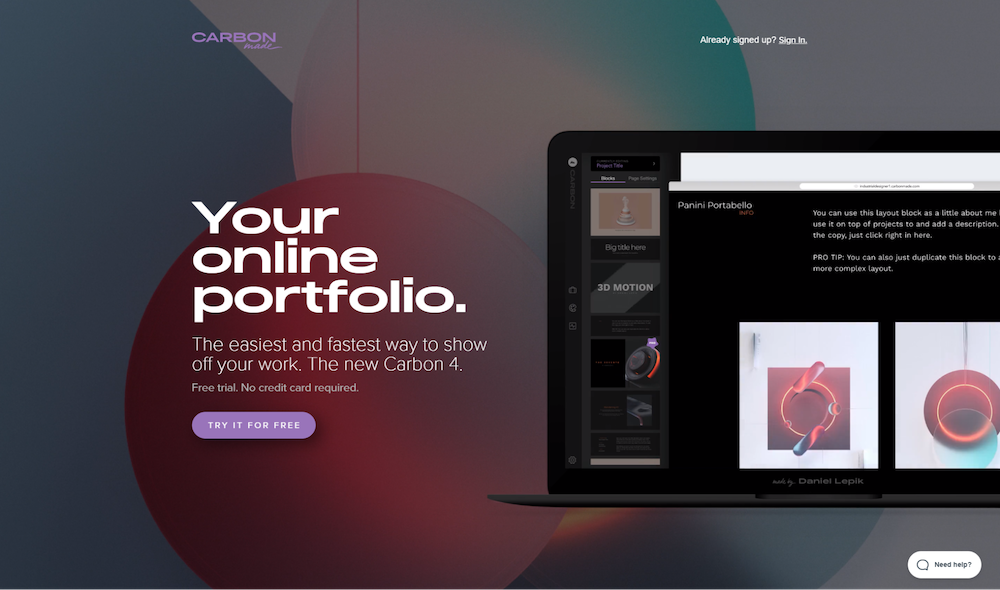 CARBON
made
Already signed up? Sign In.
Your
online
portfolio.
The easiest and fastest way to show
off your work. The new Carbon 4.
Free trial. No credit card required.
TRY IT FOR FREE
CARBON
Project Title
Blocks
Page Settings
Big title here
3D MOTION
Panini Portabello
INFO
You can use this layout block as a little about me
use it on top of projects to and add a description.
the copy, just click right in here.
PRO TIP: You can also just duplicate this block to
more complex layout.
made by Daniel Lepik
Need help?